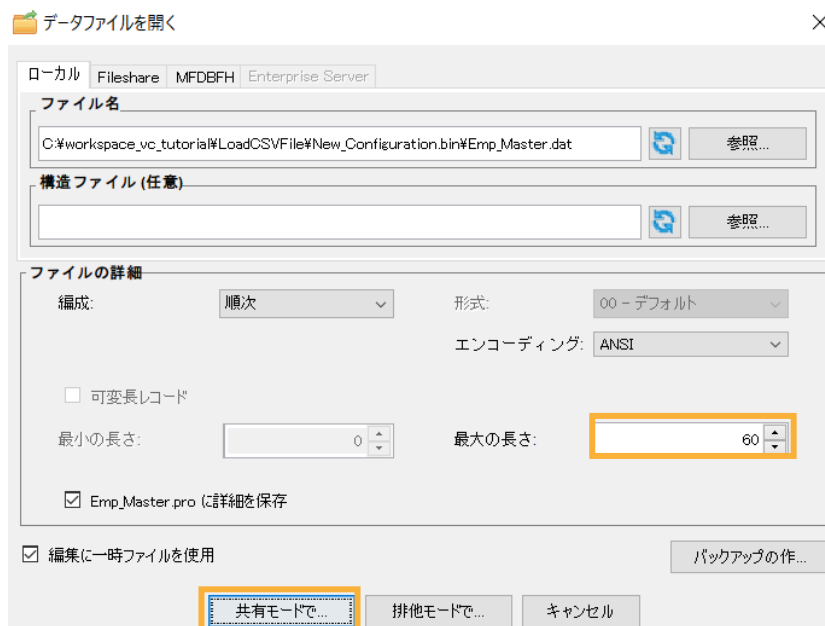 データファイルを開く
ローカル Fileshare MFDBFH Enterprise Server
ファイル名
C:¥workspace_vc_tutorial¥LoadCSVFile¥New_Configuration.bin¥Emp_Master.dat 参照...
構造ファイル (任意)
参照...
ファイルの詳細
編成: 順次 形式: 00 - デフォルト
エンコーディング: ANSI
可変長レコード
最小の長さ: 0 最大の長さ: 60
Emp_Master.pro に詳細を保存
編集に一時ファイルを使用 バックアップの作...
共有モードで... 排他モードで... キャンセル